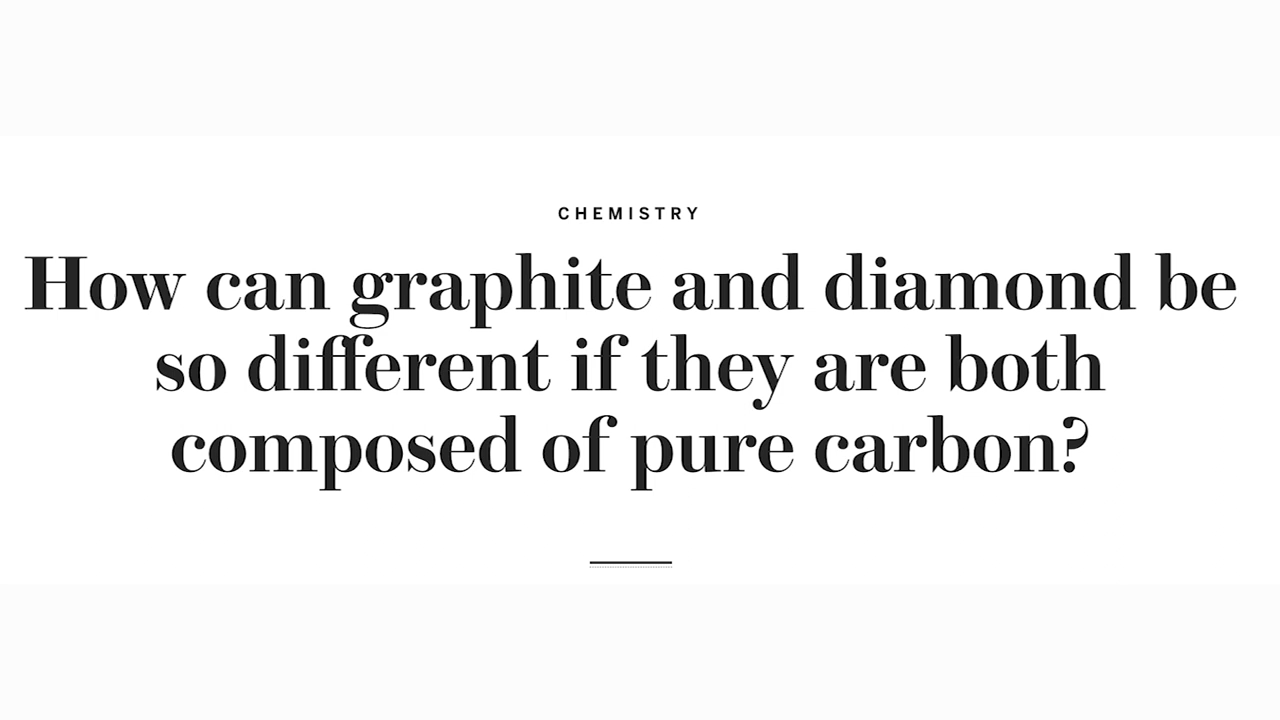 CHEMISTRY
How can graphite and diamond be
so different if they are both
composed of pure carbon?